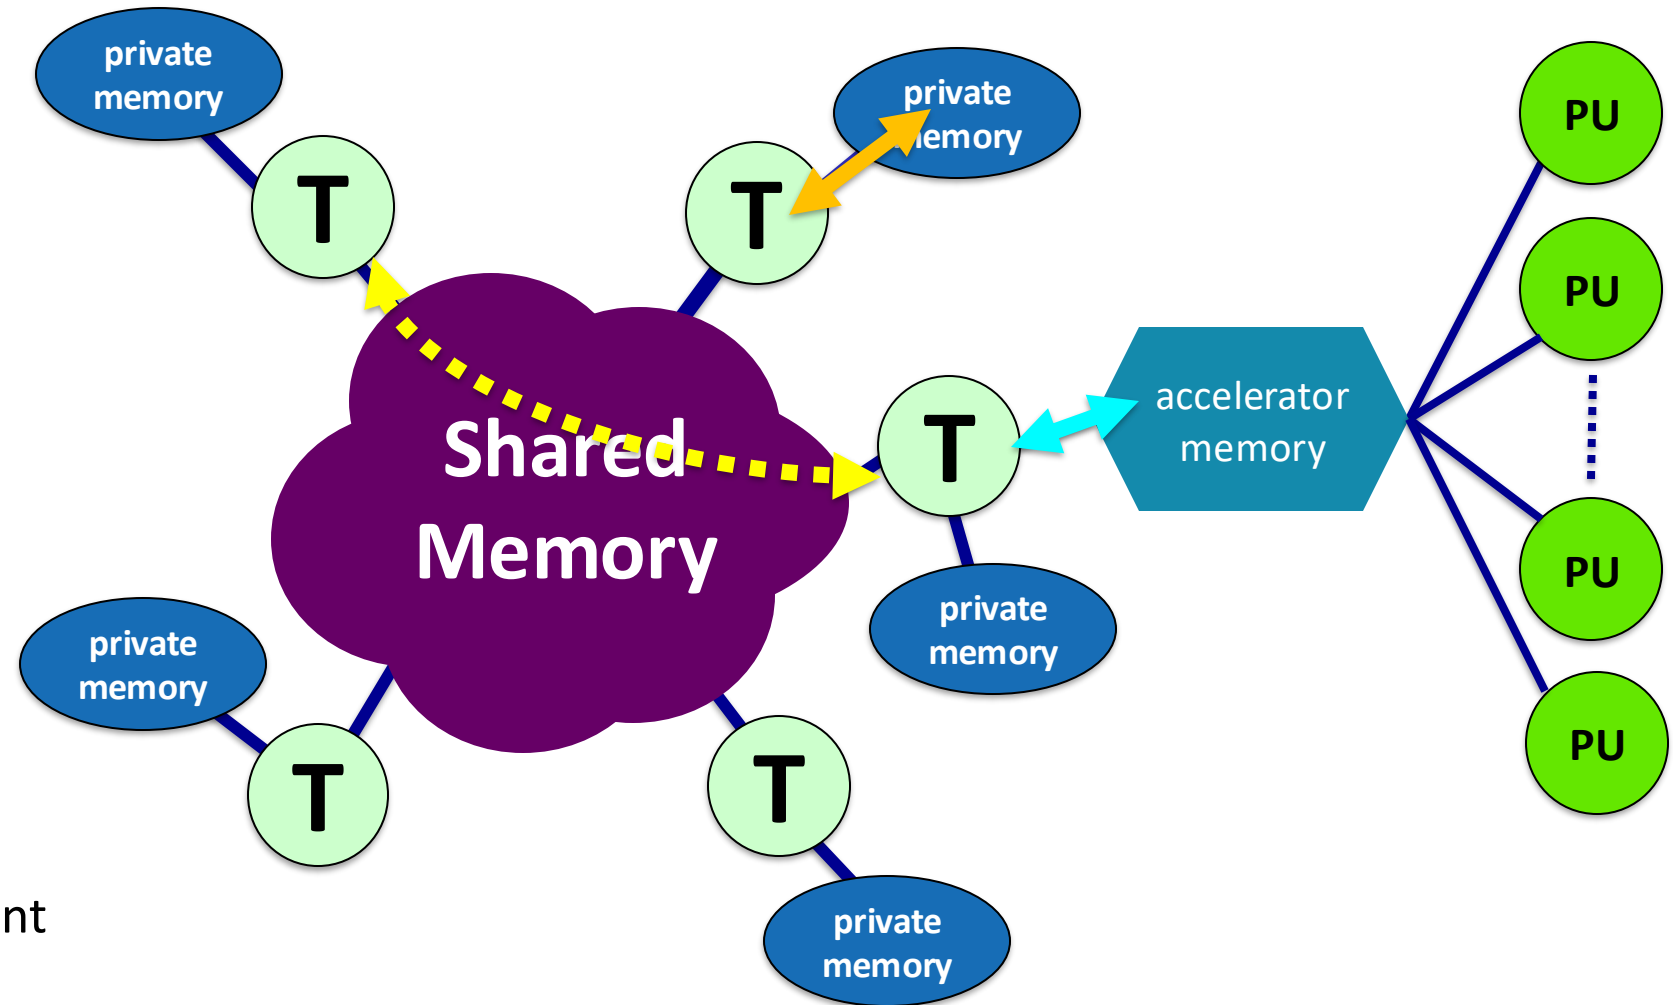 private
memory
private
memory
PU
T
T
PU
accelerator
memory
T
Shared
Memory
PU
private
memory
private
memory
PU
T
T
nt
private
memory